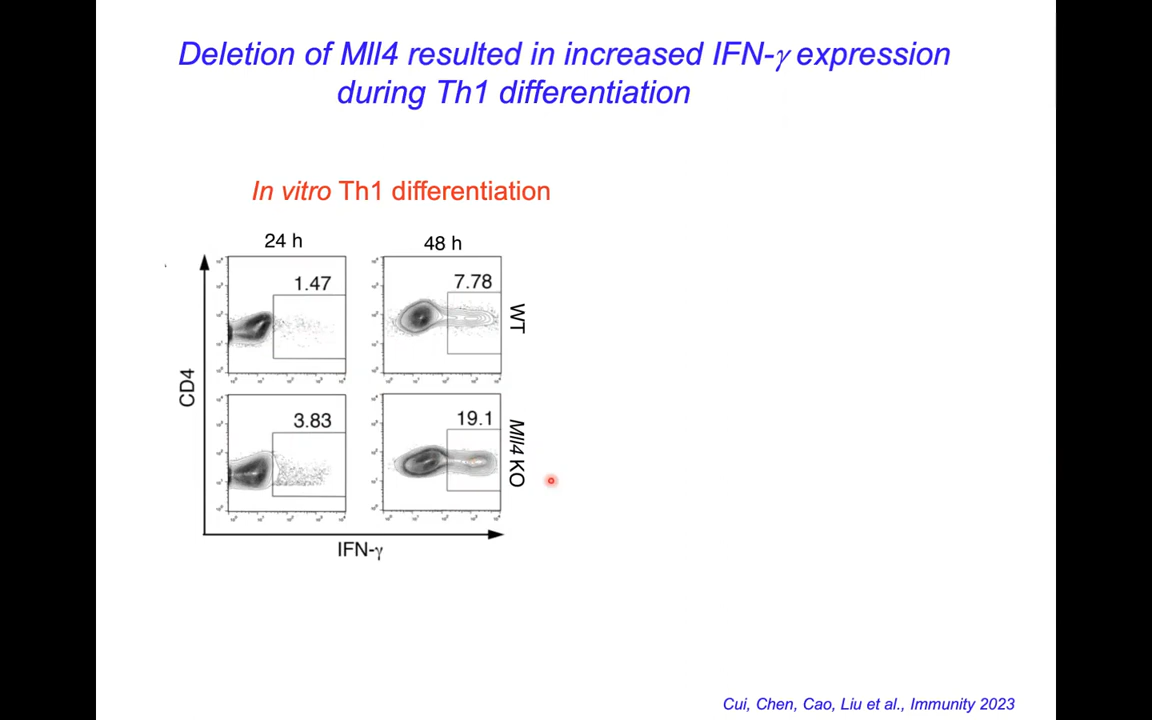 Deletion of Mll4 resulted in increased IFN-γ expression
during Th1 differentiation
In vitro Th1 differentiation
24 h
48 h
1.47
7.78
WT
CD4
3.83
19.1
Mll4 KO
IFN-γ
Cui, Chen, Cao, Liu et al., Immunity 2023